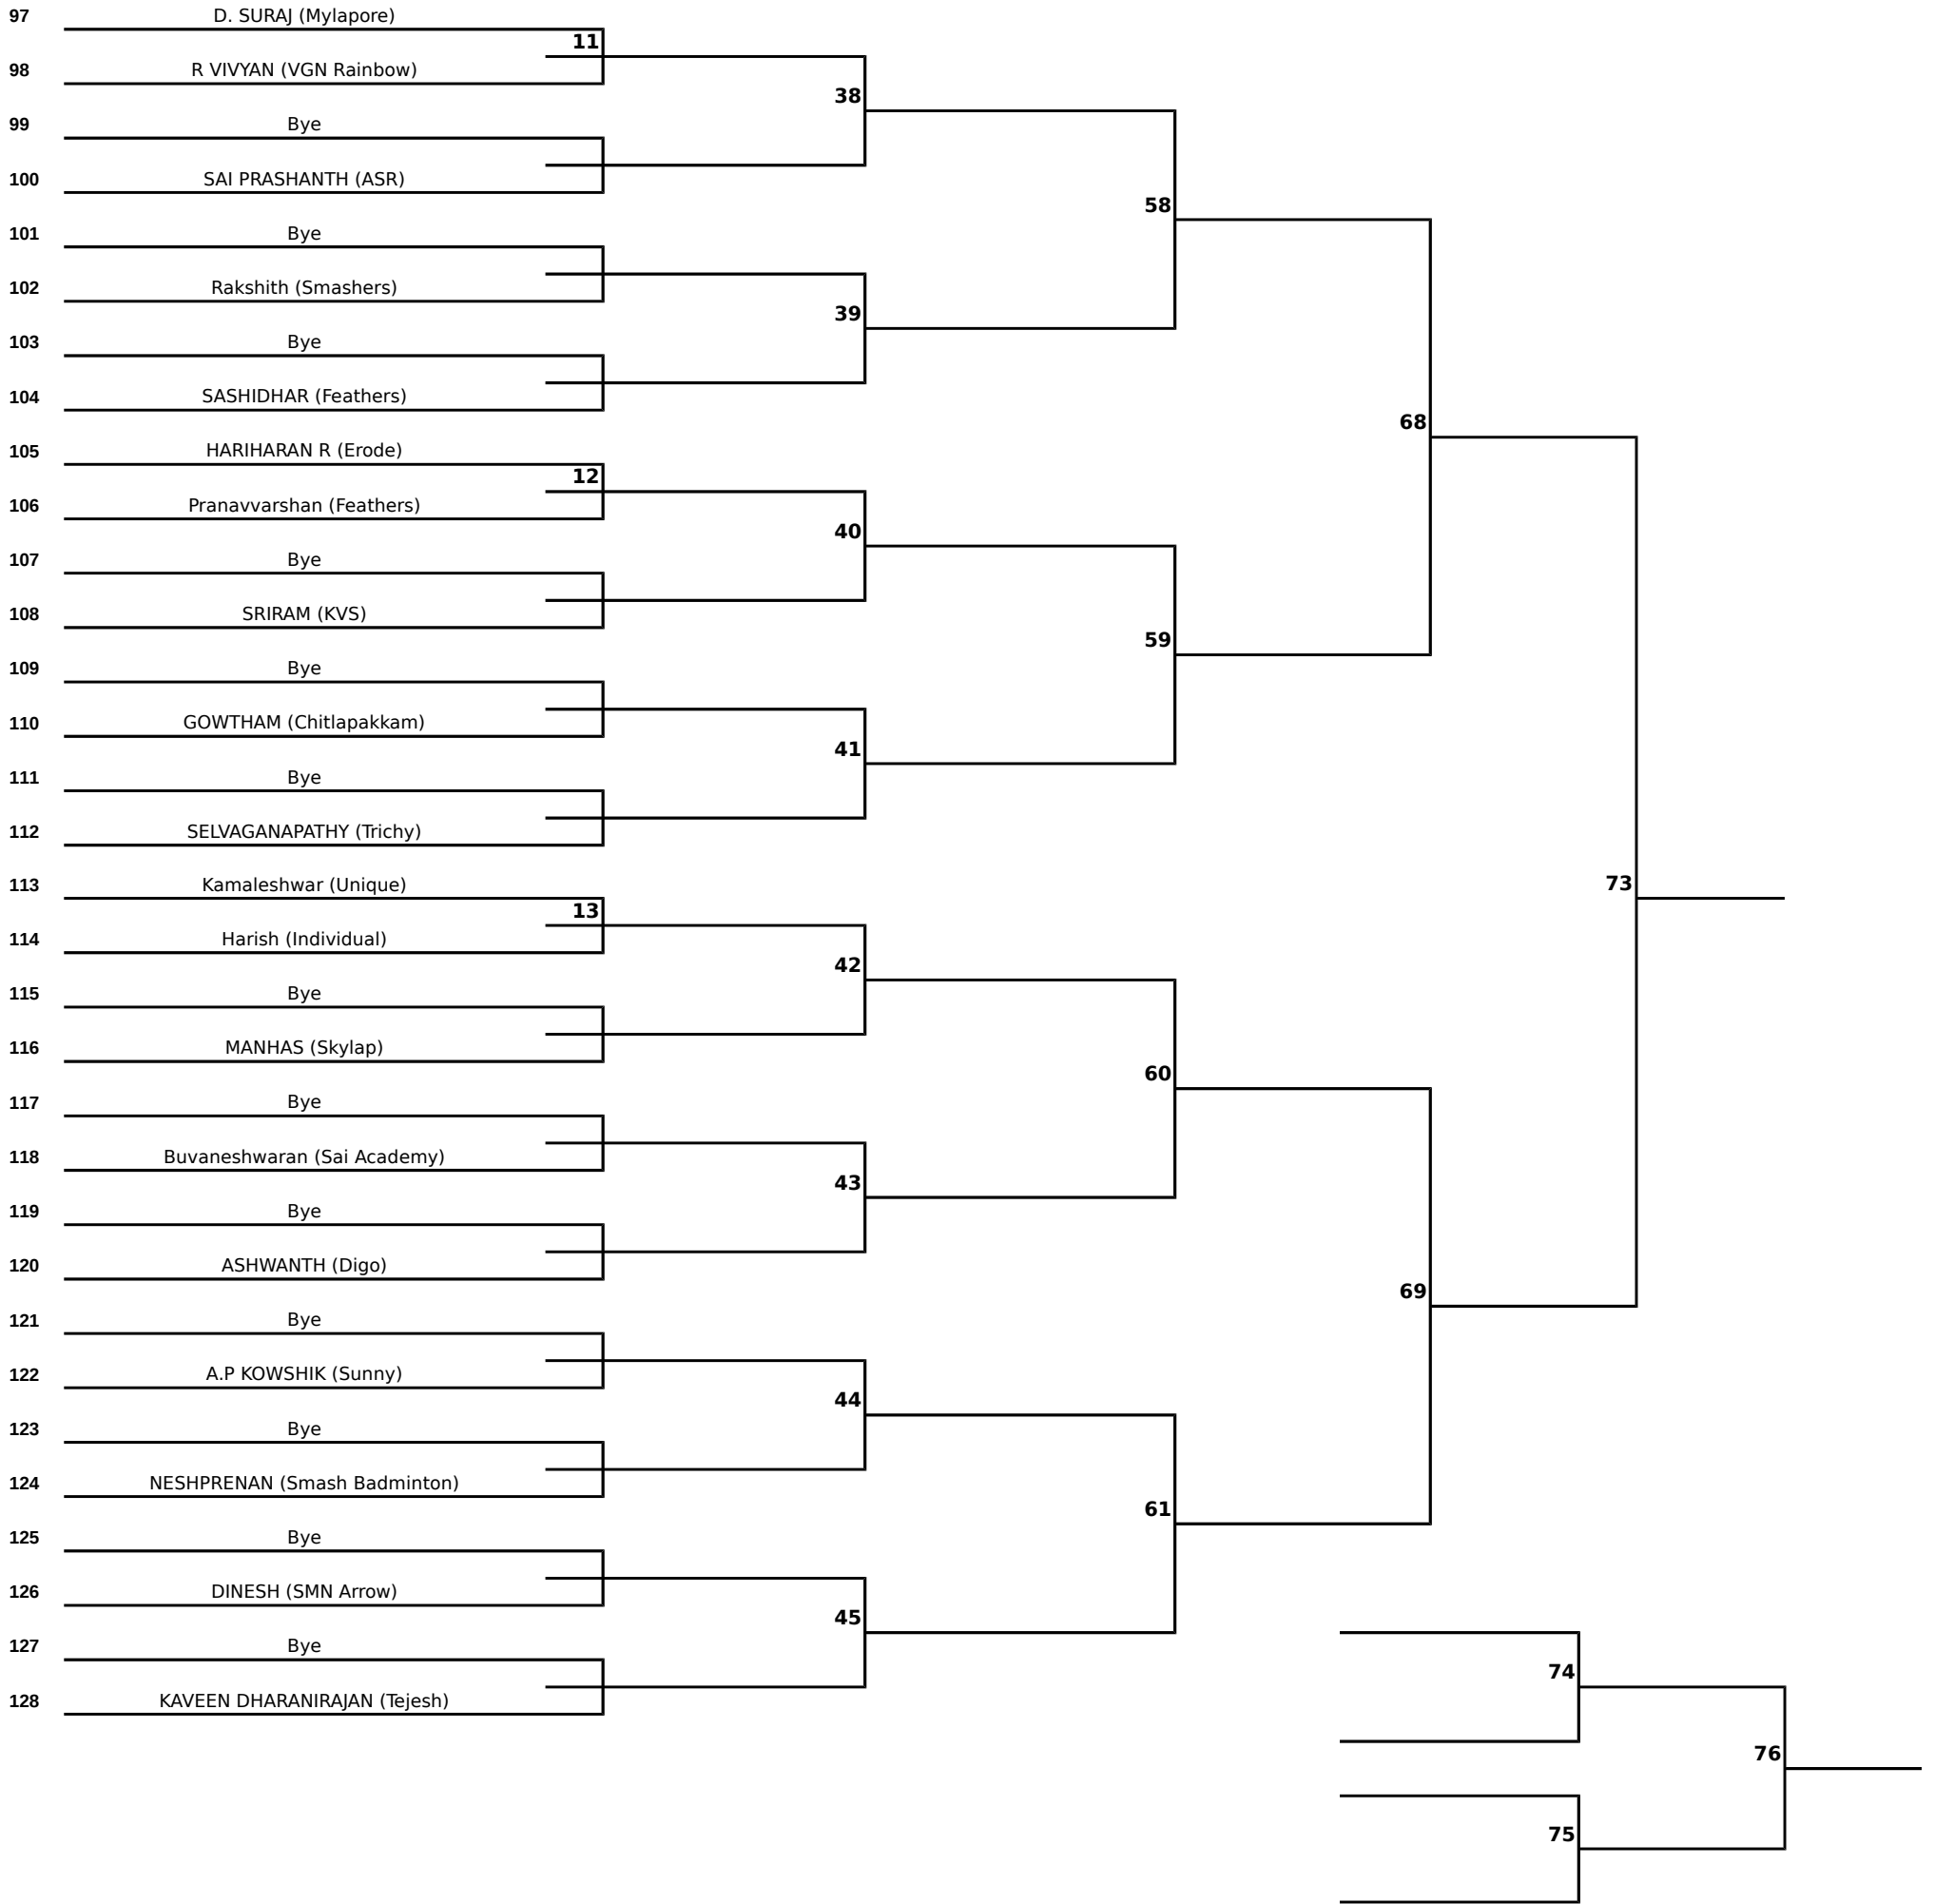 97 D. SURAJ (Mylapore)
11
98 R VIVYAN (VGN Rainbow)
38
99 Bye
100 SAI PRASHANTH (ASR)
58
101 Bye
102 Rakshith (Smashers)
39
103 Bye
104 SASHIDHAR (Feathers)
68
105 HARIHARAN R (Erode)
12
106 Pranavvarshan (Feathers)
40
107 Bye
108 SRIRAM (KVS)
59
109 Bye
110 GOWTHAM (Chitlapakkam)
41
111 Bye
112 SELVAGANAPATHY (Trichy)
113 Kamaleshwar (Unique)
73
13
114 Harish (Individual)
42
115 Bye
116 MANHAS (Skylap)
60
117 Bye
118 Buvaneshwaran (Sai Academy)
43
119 Bye
120 ASHWANTH (Digo)
69
121 Bye
122 A.P KOWSHIK (Sunny)
44
123 Bye
124 NESHPRENAN (Smash Badminton)
61
125 Bye
126 DINESH (SMN Arrow)
45
127 Bye
74
128 KAVEEN DHARANIRAJAN (Tejesh)
76
75